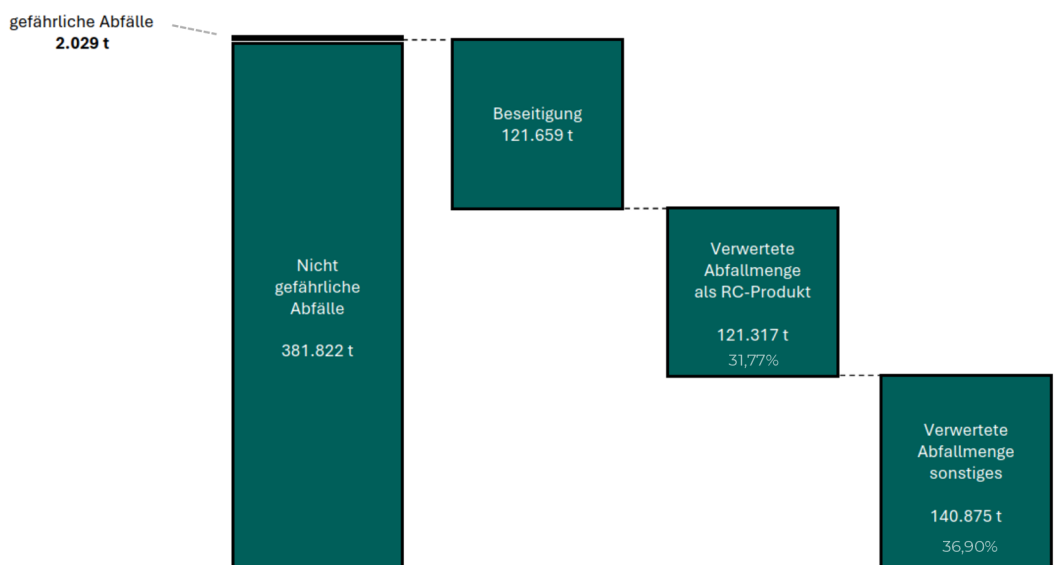 gefährliche Abfälle
2.029 t
Nicht
gefährliche
Abfälle
381.822 t
Beseitigung
121.659 t
Verwertete
Abfallmenge
als RC-Produkt
121.317 t
31,77%
Verwertete
Abfallmenge
sonstiges
140.875 t
36,90%